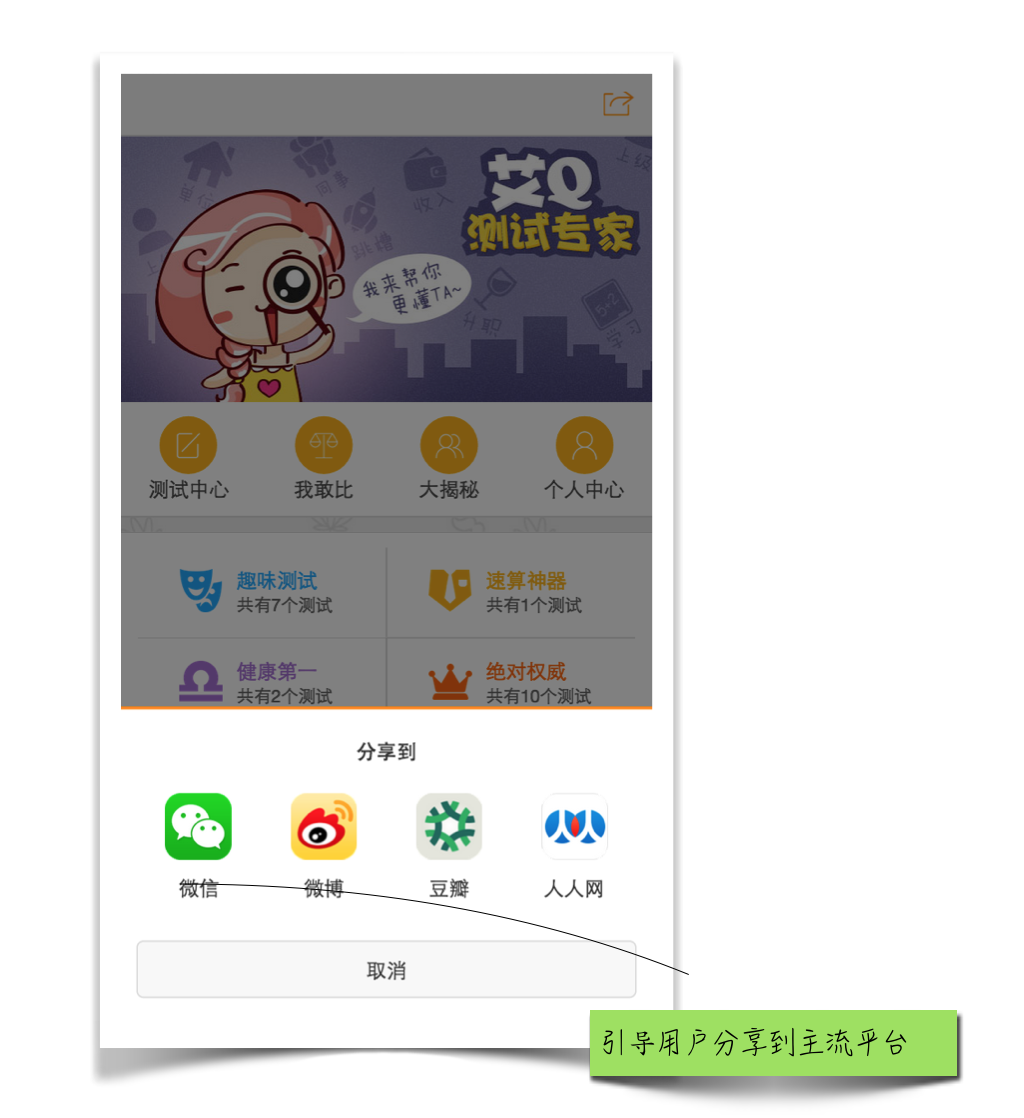 上级
艾Q
测试专家
单位
同事
收入
跳槽
我来帮你
更懂TA~
升职
5-2
学习
测试中心
我敢比
大揭秘
个人中心
趣味测试
共有7个测试
速算神器
共有1个测试
健康第一
共有2个测试
绝对权威
共有10个测试
分享到
微信
微博
豆瓣
人人网
取消
引导用户分享到主流平台